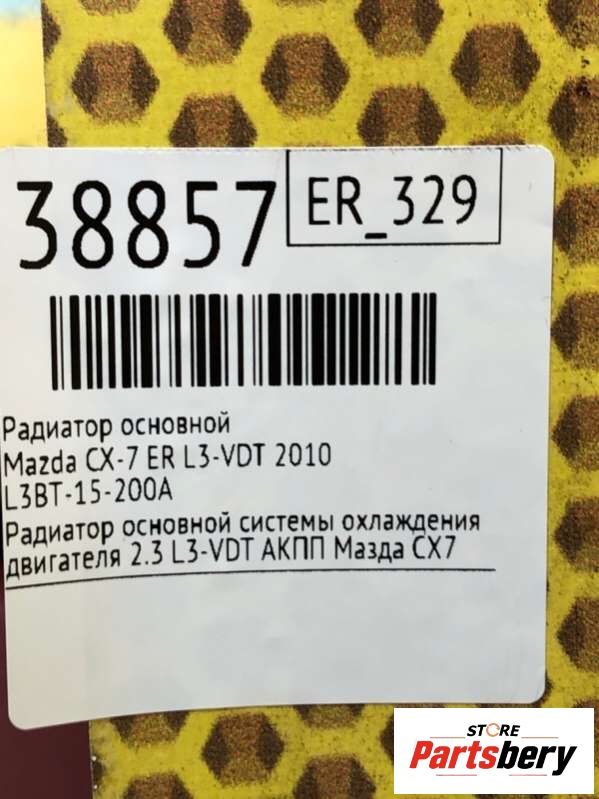 38857
ER_329
Радиатор основной
Mazda CX-7 ER L3-VDT 2010
L3BT-15-200A
Радиатор основной системы охлаждения
двигателя 2.3 L3-VDT АКПП Мазда СХ7
STORE
Partsbery